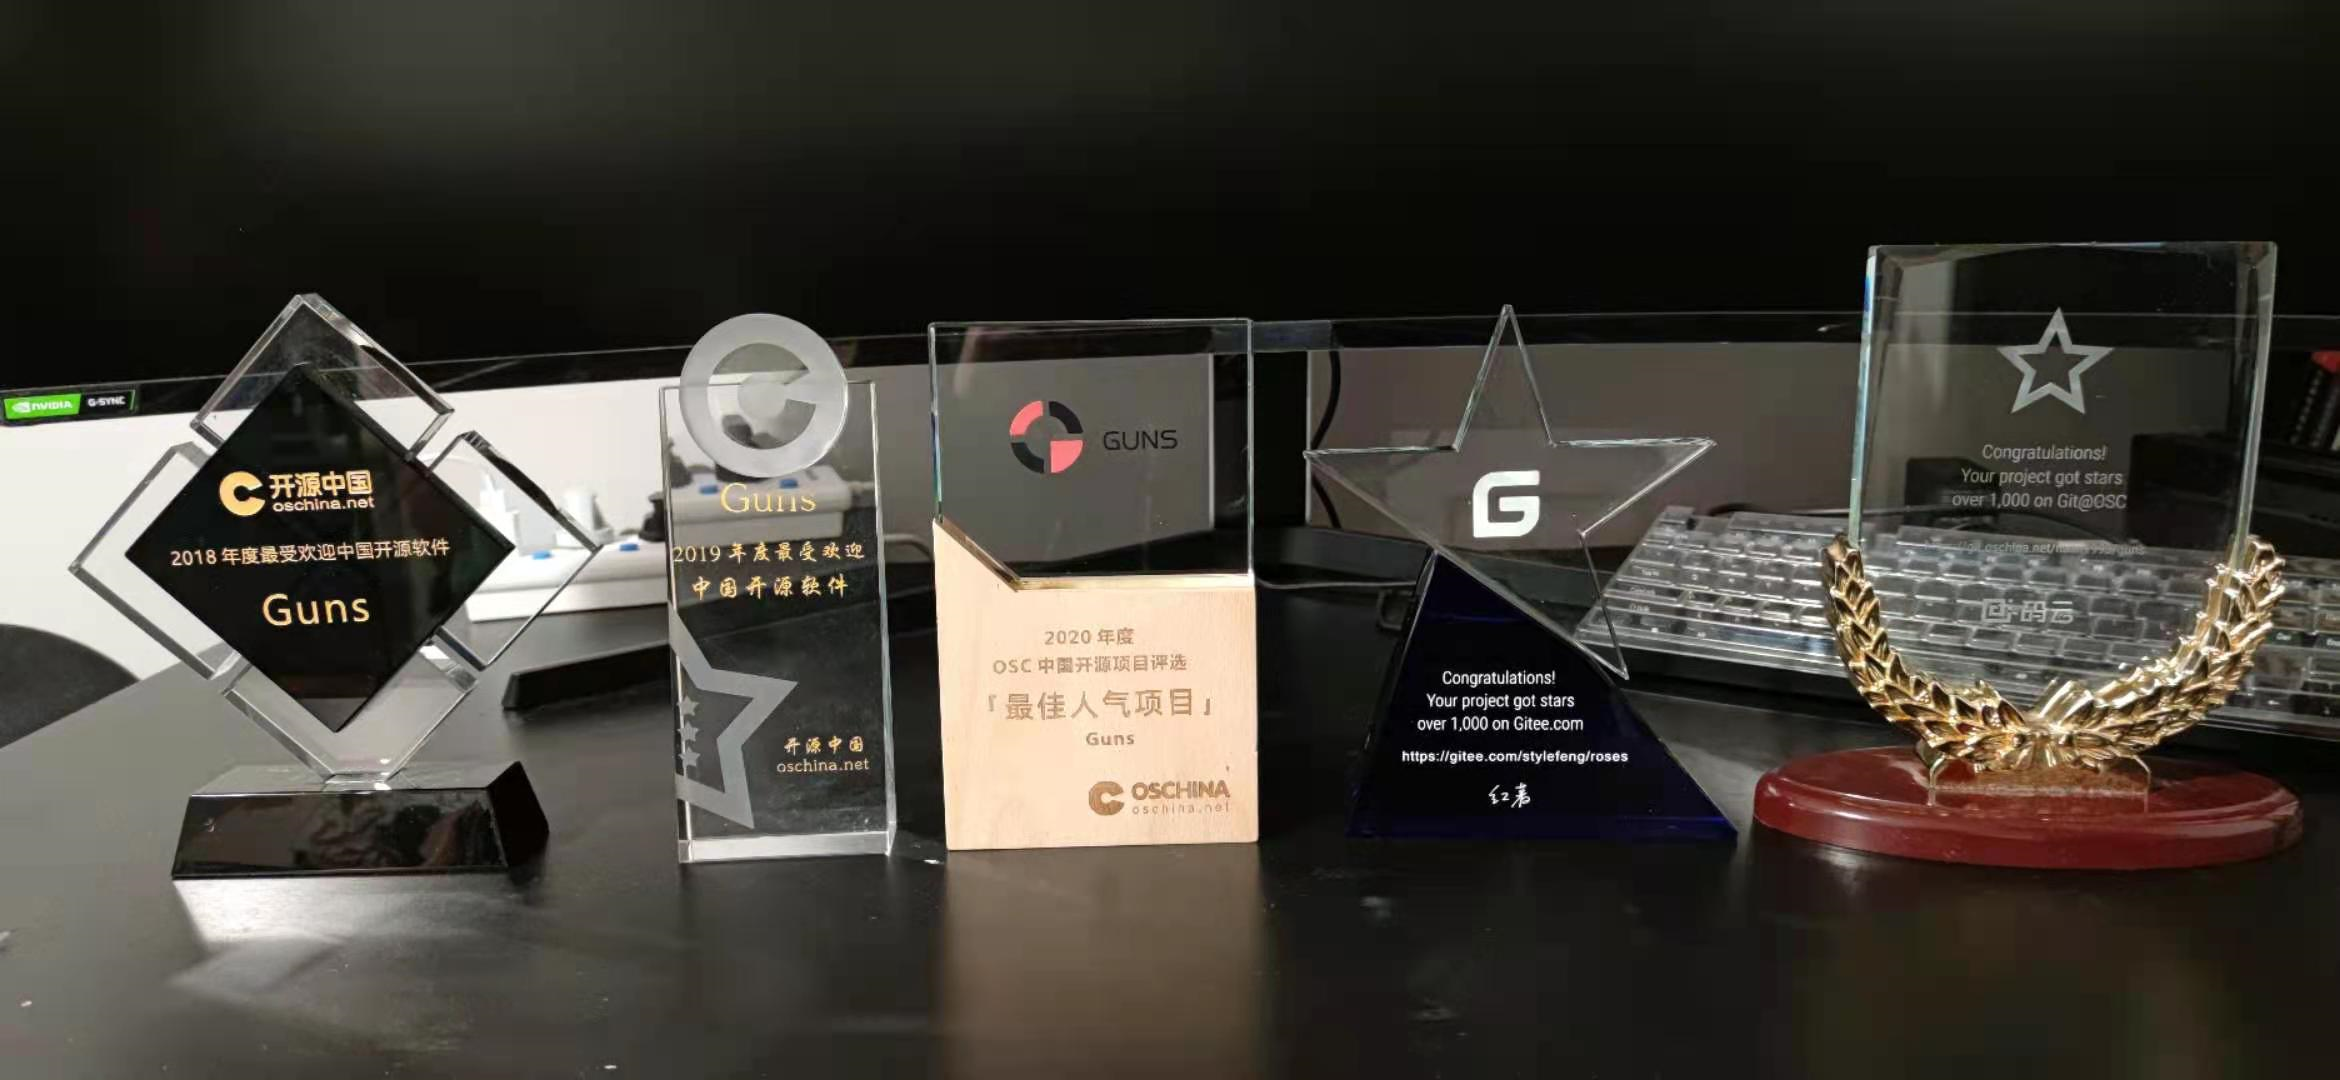 NVIDIA G-SYNC
开源中国
oschina.net
2018 年度最受欢迎中国开源软件
Guns
Guns
2019 年度最受欢迎
中国开源软件
开源中国
oschina.net
GUNS
2020 年度
OSC 中国开源项目评选
「最佳人气项目」
Guns
OSCHINA
oschina.net
G
Congratulations!
Your project got stars
over 1,000 on Gitee.com
https://gitee.com/stylefeng/roses
红薯
Congratulations!
Your project got stars
over 1,000 on Git@OSC
码云